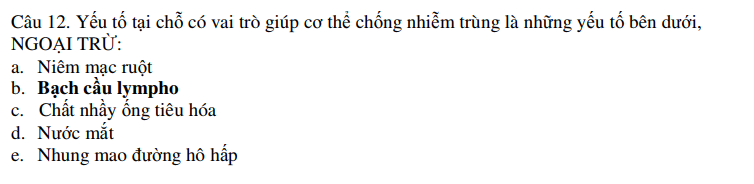 Câu 12. Yếu tố tại chỗ có vai trò giúp cơ thể chống nhiễm trùng là những yếu tố bên dưới,
NGOẠI TRỪ:
a. Niêm mạc ruột
b. Bạch cầu lympho
c. Chất nhầy ống tiêu hóa
d. Nước mắt
e. Nhung mao đường hô hấp